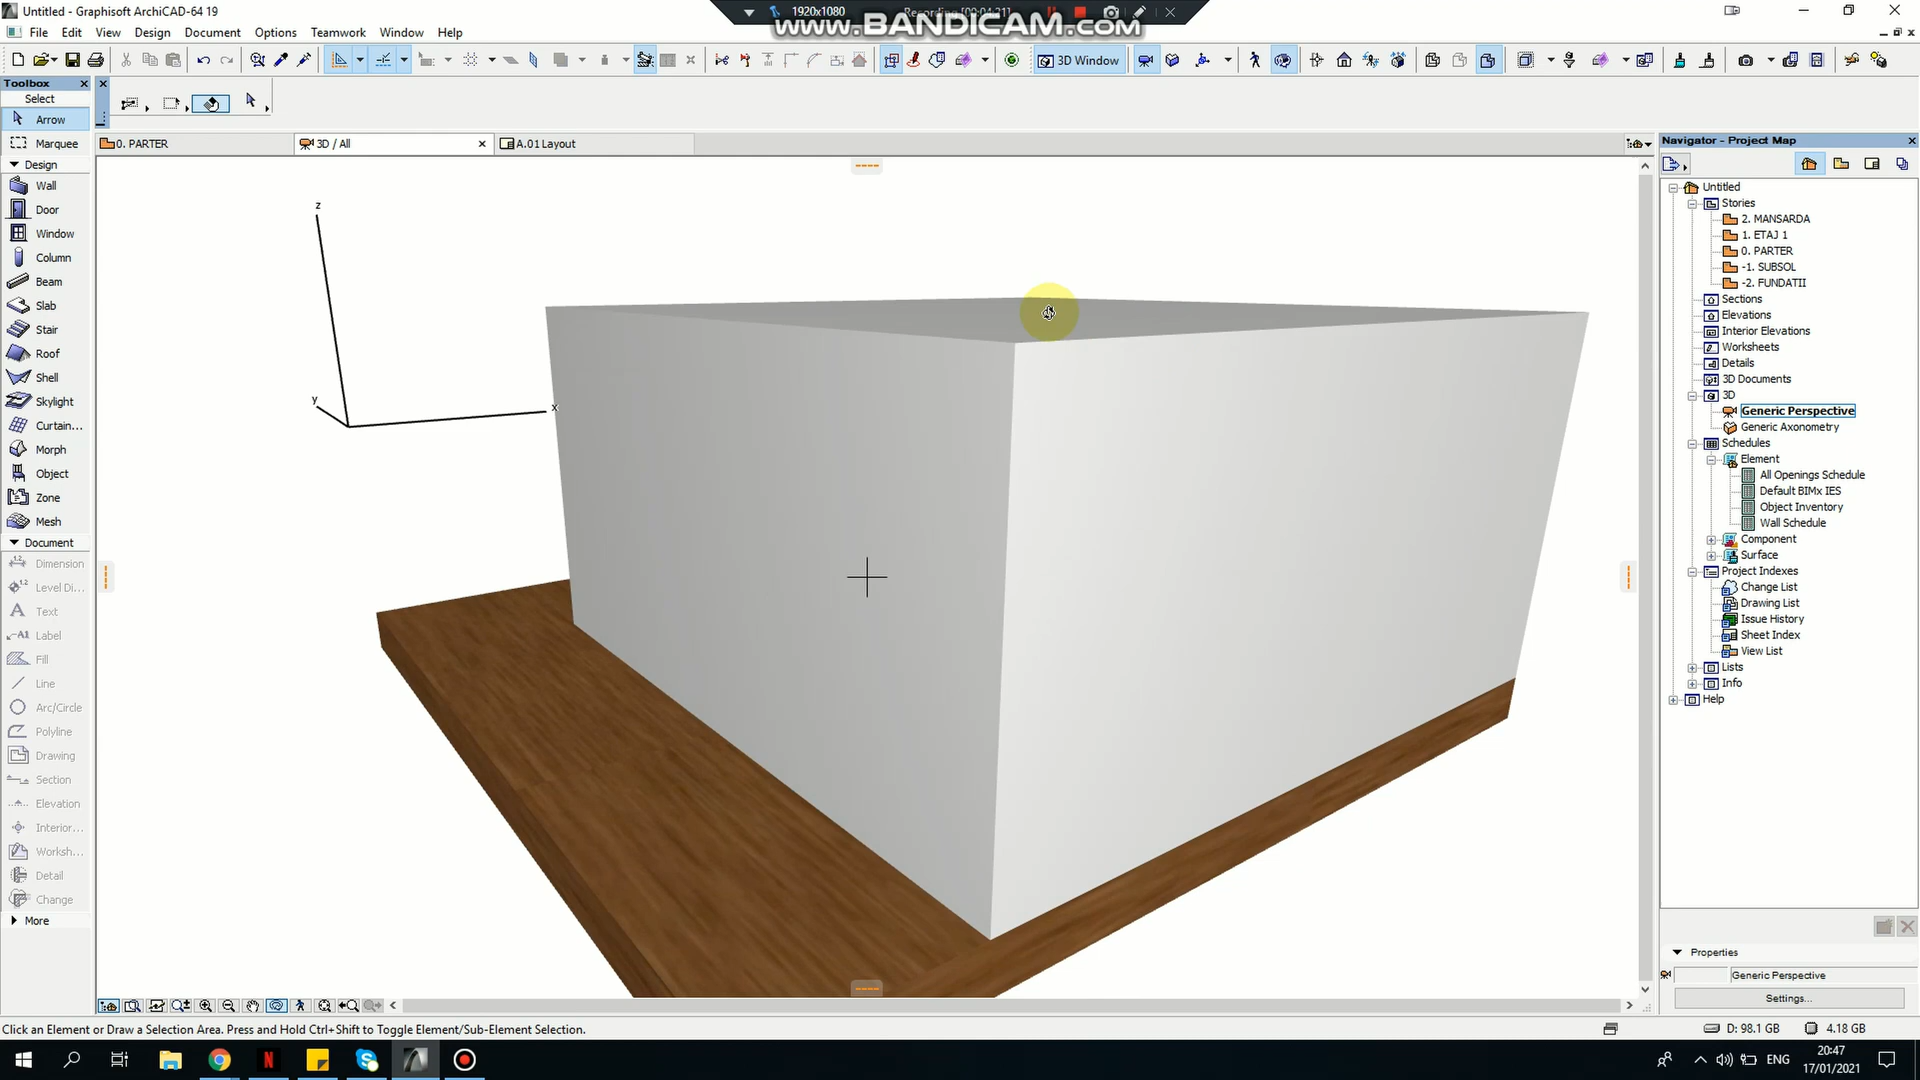 Untitled - Graphisoft ArchiCAD-64 19
1920x1080
Recording [00:04:21]
www.BANDICAM.com
File Edit View Design Document Options Teamwork Window Help
3D Window
Toolbox
Select
Arrow
Marquee
Design
Wall
Door
Window
Column
Beam
Slab
Stair
Roof
Shell
Skylight
Curtain...
Morph
Object
Zone
Mesh
Document
Dimension
Level Di...
Text
Label
Fill
Line
Arc/Circle
Polyline
Drawing
Section
Elevation
Interior...
Worksh...
Detail
Change
More
0. PARTER
3D / All
A.01 Layout
z
y
x
Navigator - Project Map
Untitled
Stories
2. MANSARDA
1. ETAJ 1
0. PARTER
-1. SUBSOL
-2. FUNDATII
Sections
Elevations
Interior Elevations
Worksheets
Details
3D Documents
3D
Generic Perspective
Generic Axonometry
Schedules
Element
All Openings Schedule
Default BIMx IES
Object Inventory
Wall Schedule
Component
Surface
Project Indexes
Change List
Drawing List
Issue History
Sheet Index
View List
Lists
Info
Help
Properties
Generic Perspective
Settings...
Click an Element or Draw a Selection Area. Press and Hold Ctrl+Shift to Toggle Element/Sub-Element Selection.
D: 98.1 GB
4.18 GB
ENG
20:47
17/01/2021